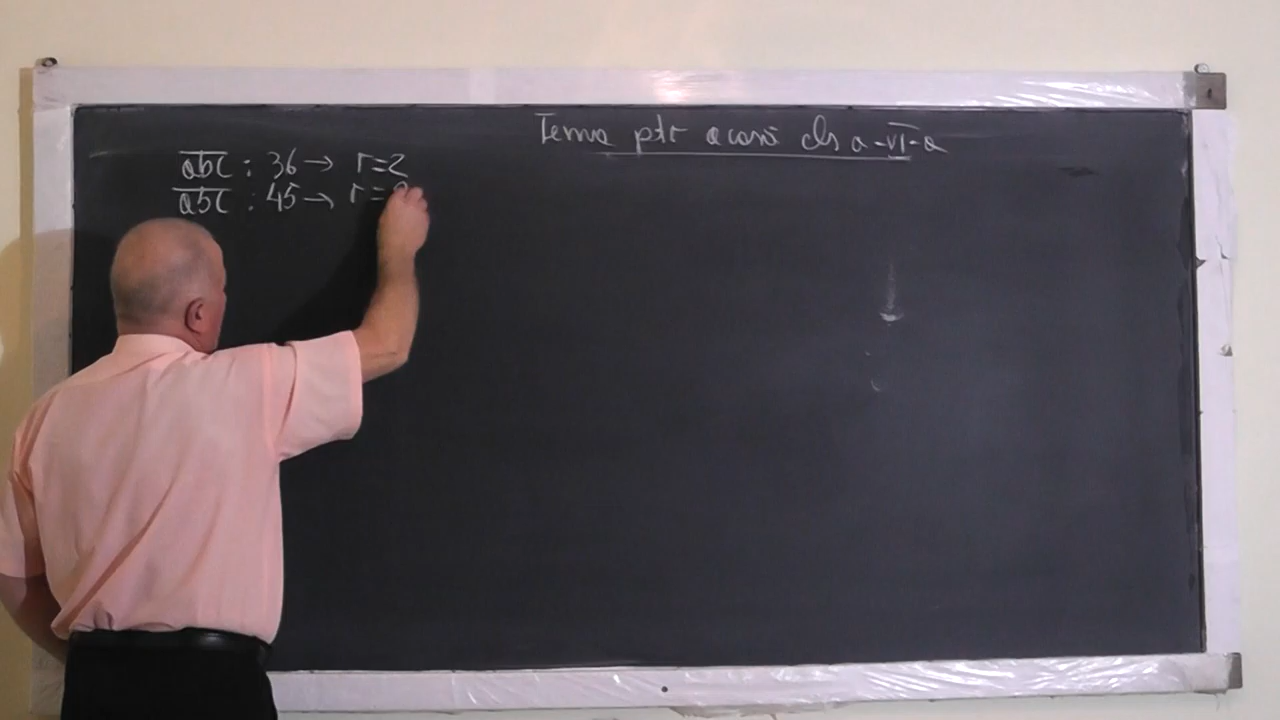 Tema ptr acasă cls a-VI-a
abc : 36 → r=2
abc : 45 → r=